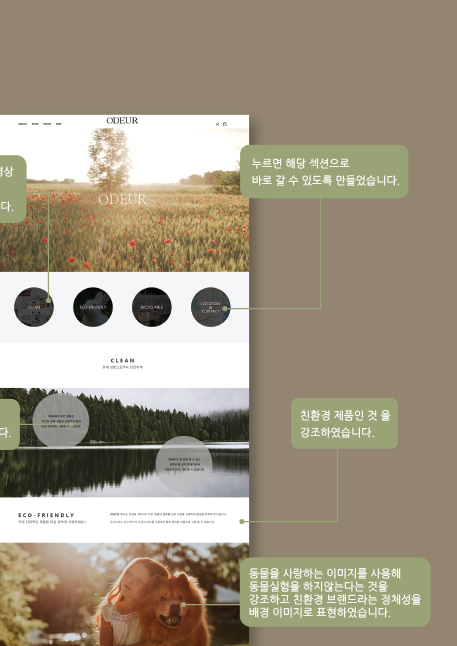 ODEUR
누르면 해당 섹션으로
바로 갈 수 있도록 만들었습니다.
영상
다.
ODEUR
CLEAN
ECO-FRIENDLY
RECYCLABLE
LOCATION
&
CONTACT
CLEAN
친환경 제품인 것 을
강조하였습니다.
다.
ECO-FRIENDLY
동물을 사랑하는 이미지를 사용해
동물실험을 하지않는다는 것을
강조하고 친환경 브랜드라는 정체성을
배경 이미지로 표현하였습니다.